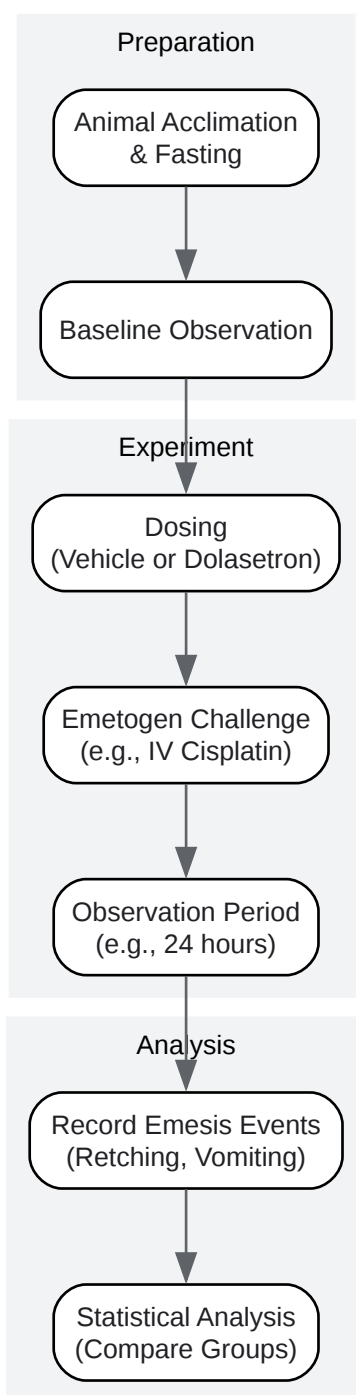 Preparation
Animal Acclimation
& Fasting
Baseline Observation
Experiment
Dosing
(Vehicle or Dolasetron)
Emetogen Challenge
(e.g., IV Cisplatin)
Observation Period
(e.g., 24 hours)
Analysis
Record Emesis Events
(Retching, Vomiting)
Statistical Analysis
(Compare Groups)